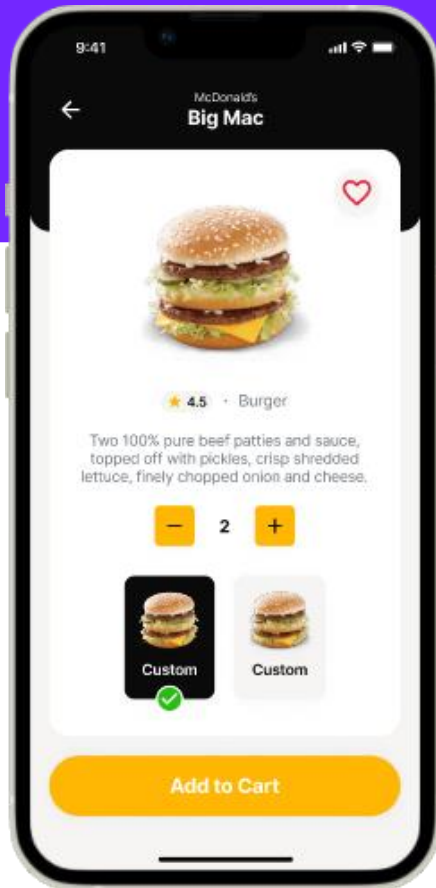 9:41
McDonald's
Big Mac
4.5 · Burger
Two 100% pure beef patties and sauce,
topped off with pickles, crisp shredded
lettuce, finely chopped onion and cheese.
− 2 +
Custom
Custom
Add to Cart